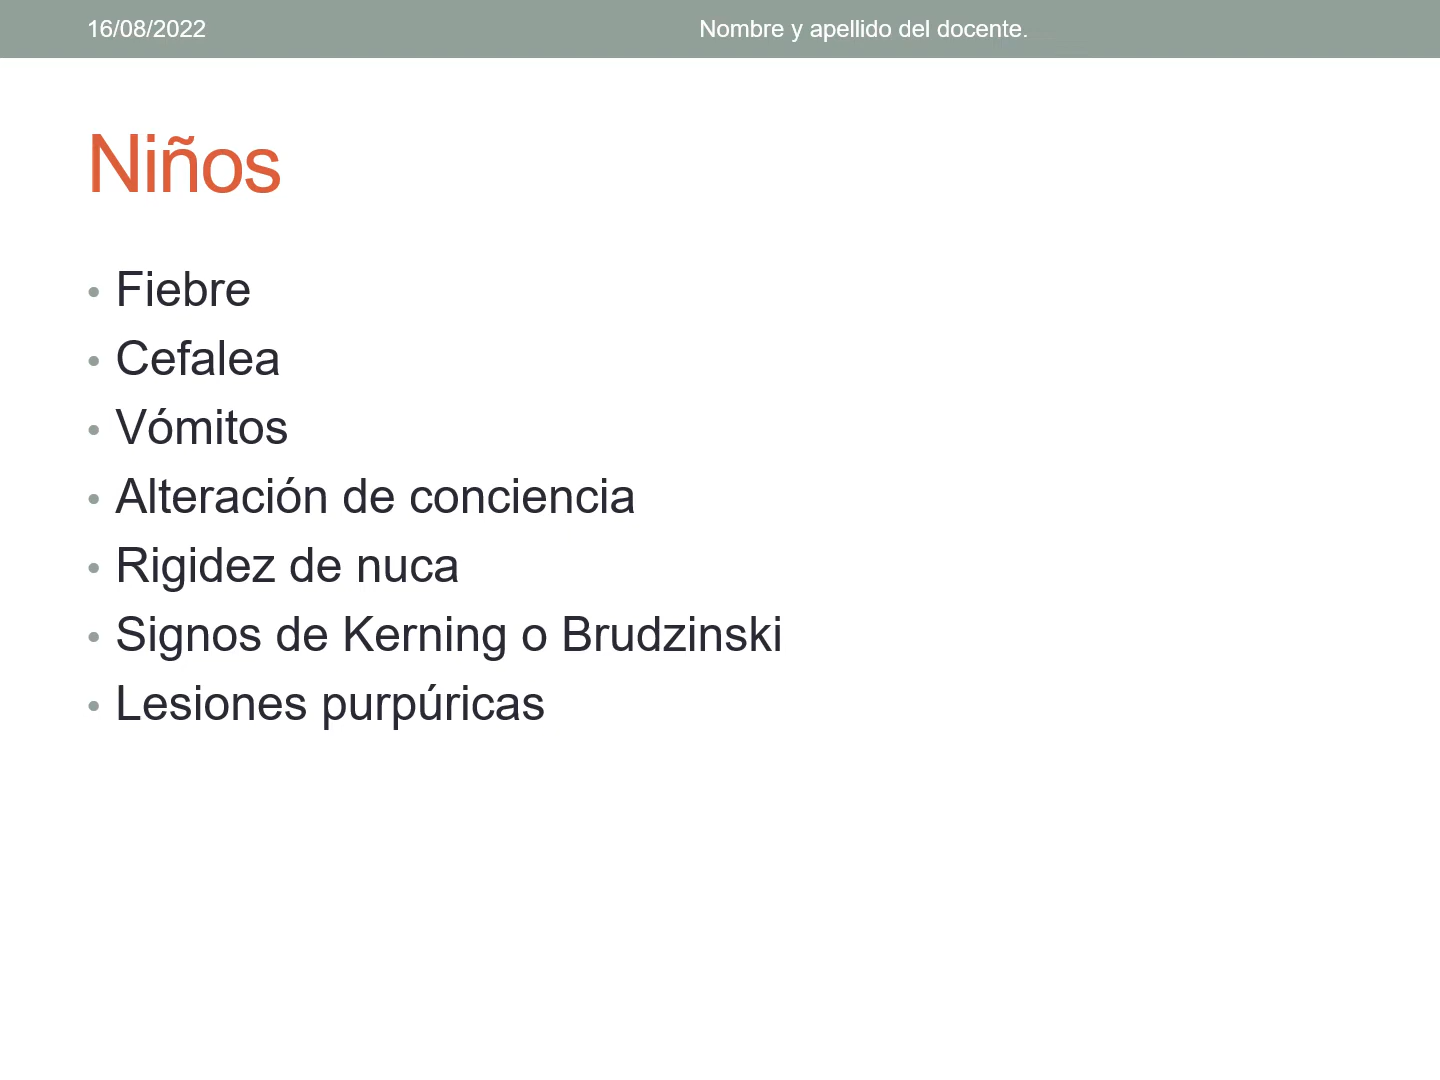 16/08/2022
Nombre y apellido del docente.
Niños
• Fiebre
• Cefalea
• Vómitos
• Alteración de conciencia
• Rigidez de nuca
• Signos de Kerning o Brudzinski
• Lesiones purpúricas